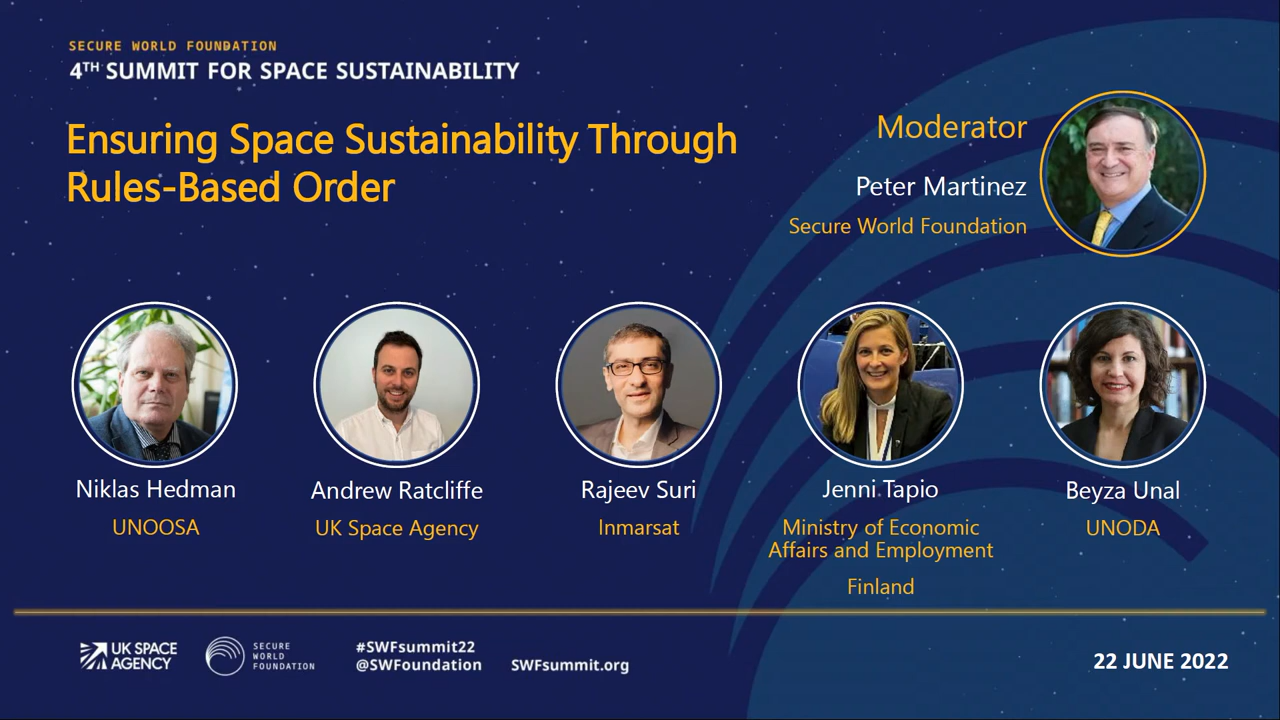 SECURE WORLD FOUNDATION
4TH SUMMIT FOR SPACE SUSTAINABILITY
Ensuring Space Sustainability Through
Rules-Based Order
Moderator
Peter Martinez
Secure World Foundation
Niklas Hedman
UNOOSA
Andrew Ratcliffe
UK Space Agency
Rajeev Suri
Inmarsat
Jenni Tapio
Ministry of Economic
Affairs and Employment
Finland
Beyza Unal
UNODA
UK SPACE
AGENCY
SECURE
WORLD
FOUNDATION
#SWFsummit22
@SWFoundation
SWFsummit.org
22 JUNE 2022